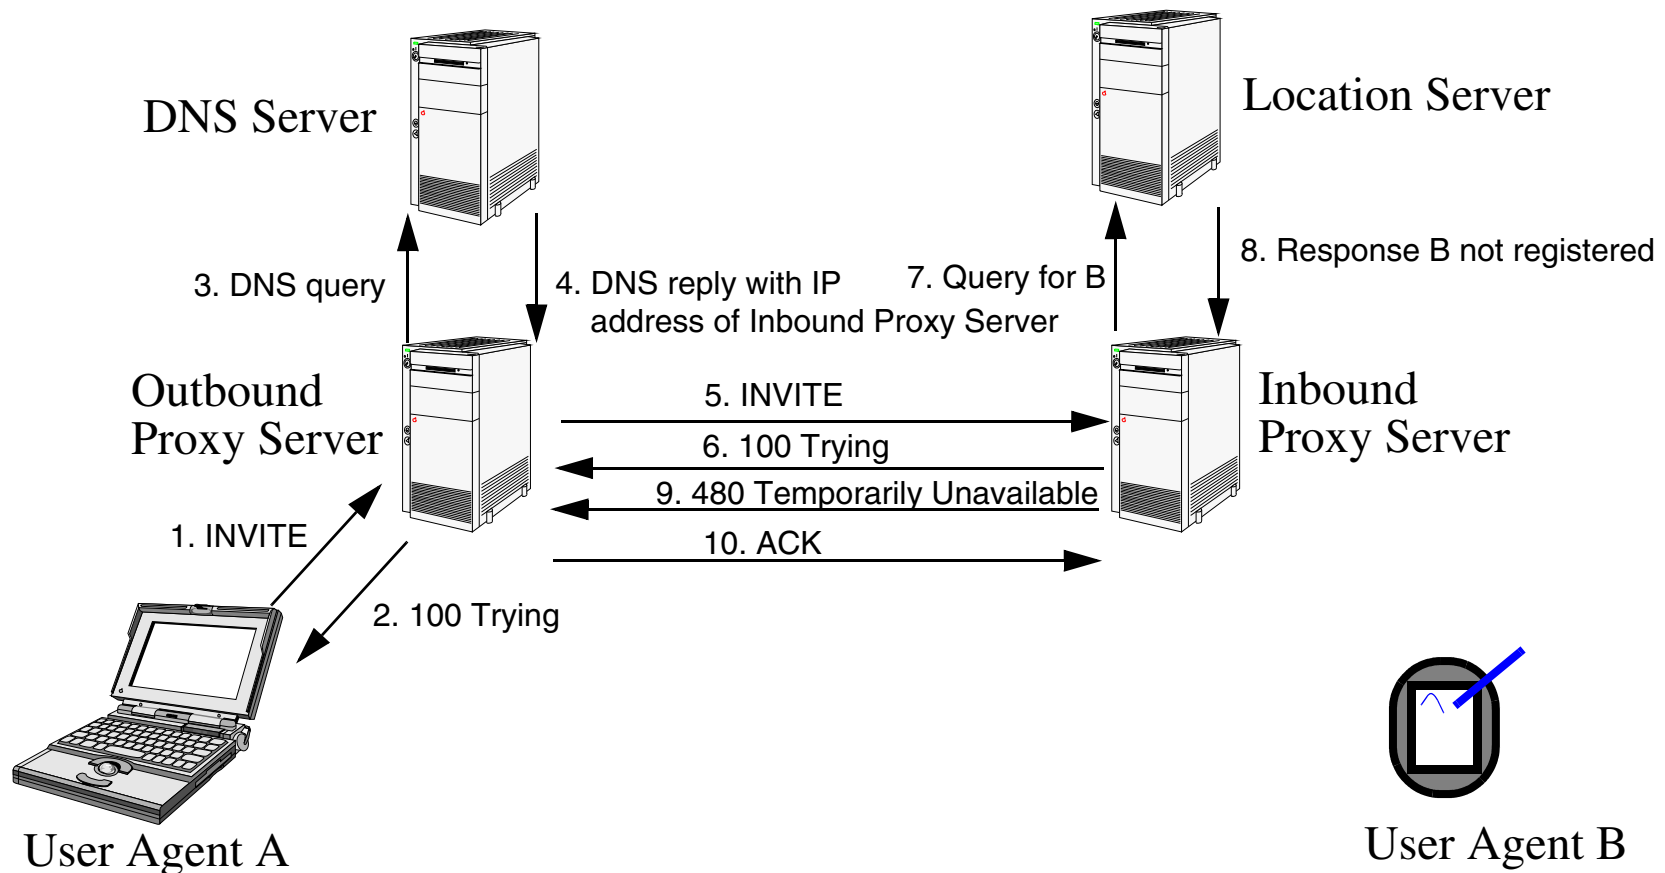 DNS Server
Location Server
3. DNS query
4. DNS reply with IP
address of Inbound Proxy Server
7. Query for B
8. Response B not registered
Outbound
Proxy Server
5. INVITE
6. 100 Trying
9. 480 Temporarily Unavailable
10. ACK
Inbound
Proxy Server
1. INVITE
2. 100 Trying
User Agent A
User Agent B